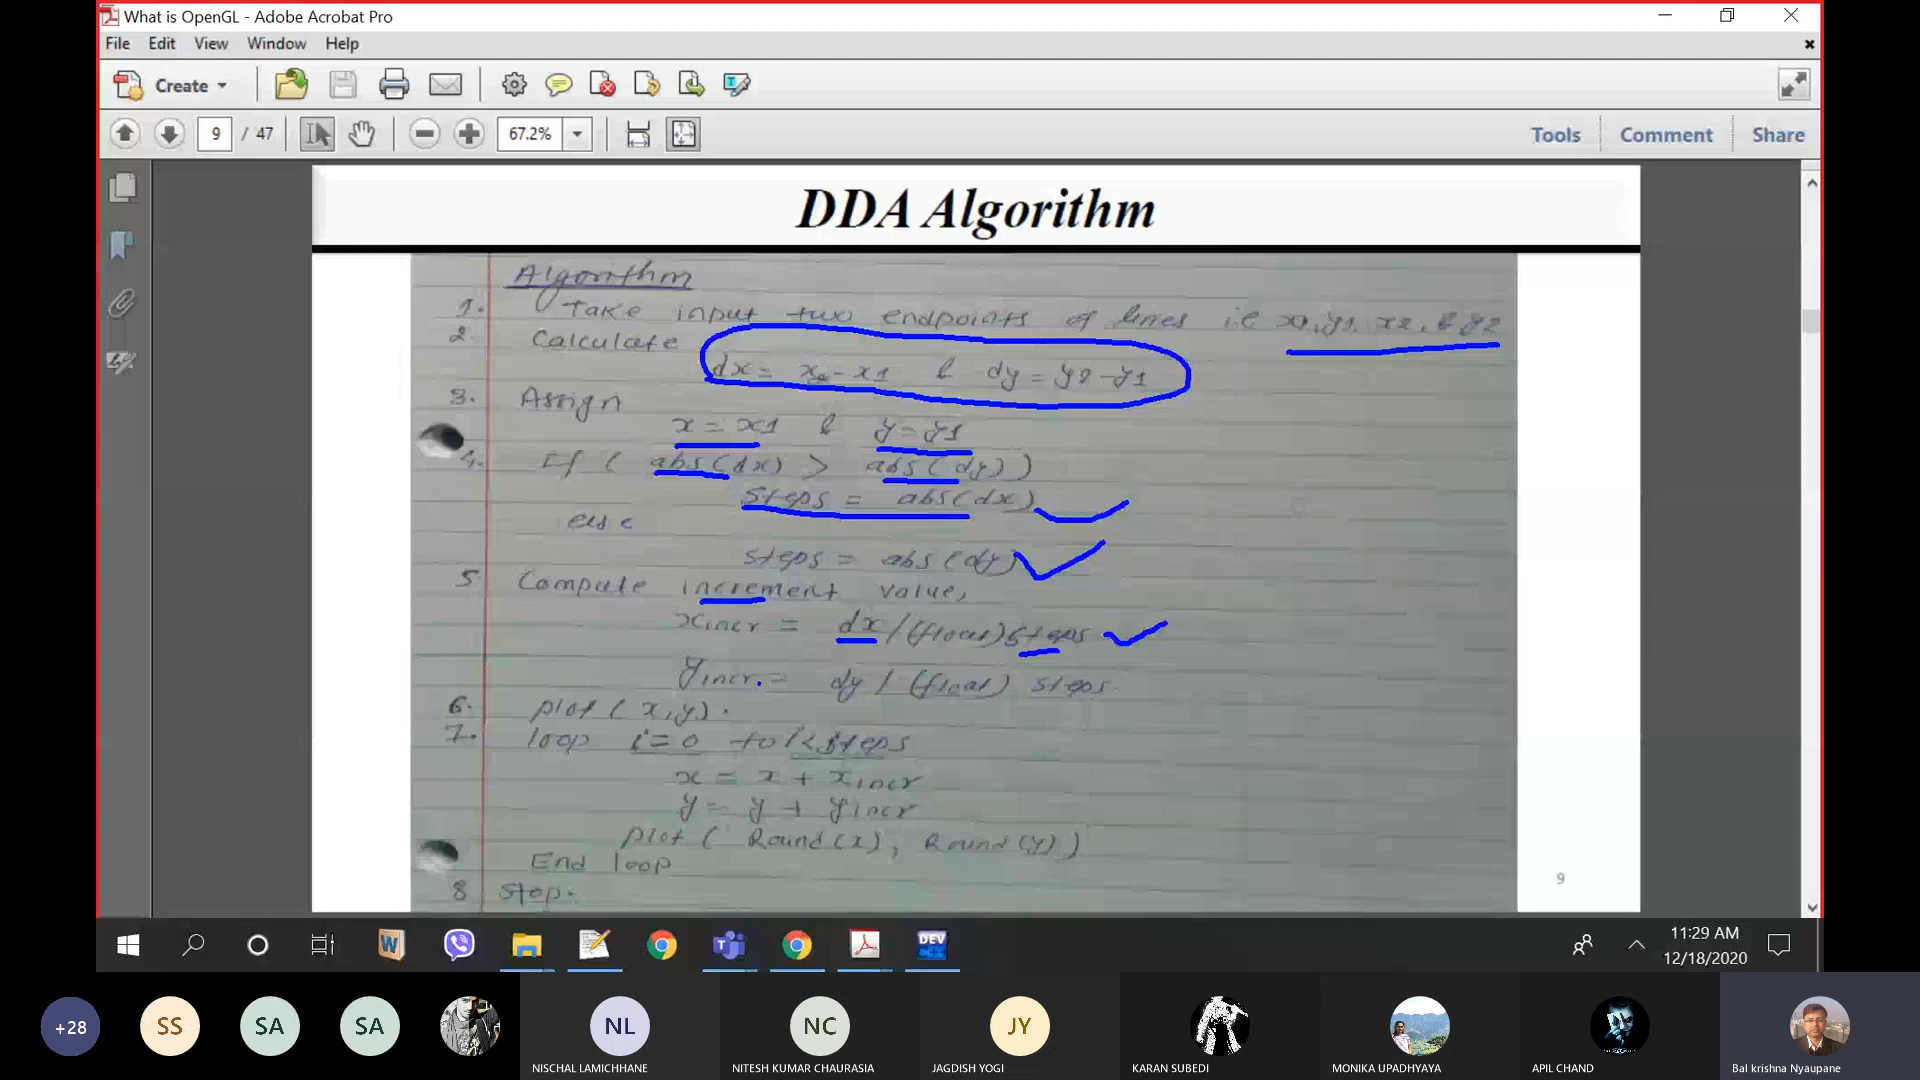 What is OpenGL - Adobe Acrobat Pro
File Edit View Window Help
Create
9 / 47 67.2% Tools Comment Share
DDA Algorithm
Algorithm
1. Take input two endpoints of lines i.e x1, y1, x2, & y2
2. Calculate
dx = x2 - x1 & dy = y2 - y1
3. Assign
x = x1 & y = y1
4. If ( abs(dx) > abs(dy) )
steps = abs(dx)
else
steps = abs(dy)
5 Compute increment value,
xincr = dx / (float) steps
yincr = dy / (float) steps
6. plot ( x, y ).
7. loop i = 0 to i < steps
x = x + xincr
y = y + yincr
plot ( Round(x), Round(y) )
End loop
8 Stop.
9
DEV
11:29 AM
12/18/2020
+28 SS SA SA NL NC JY
NISCHAL LAMICHHANE NITESH KUMAR CHAURASIA JAGDISH YOGI KARAN SUBEDI MONIKA UPADHYAYA APIL CHAND Bal krishna Nyaupane